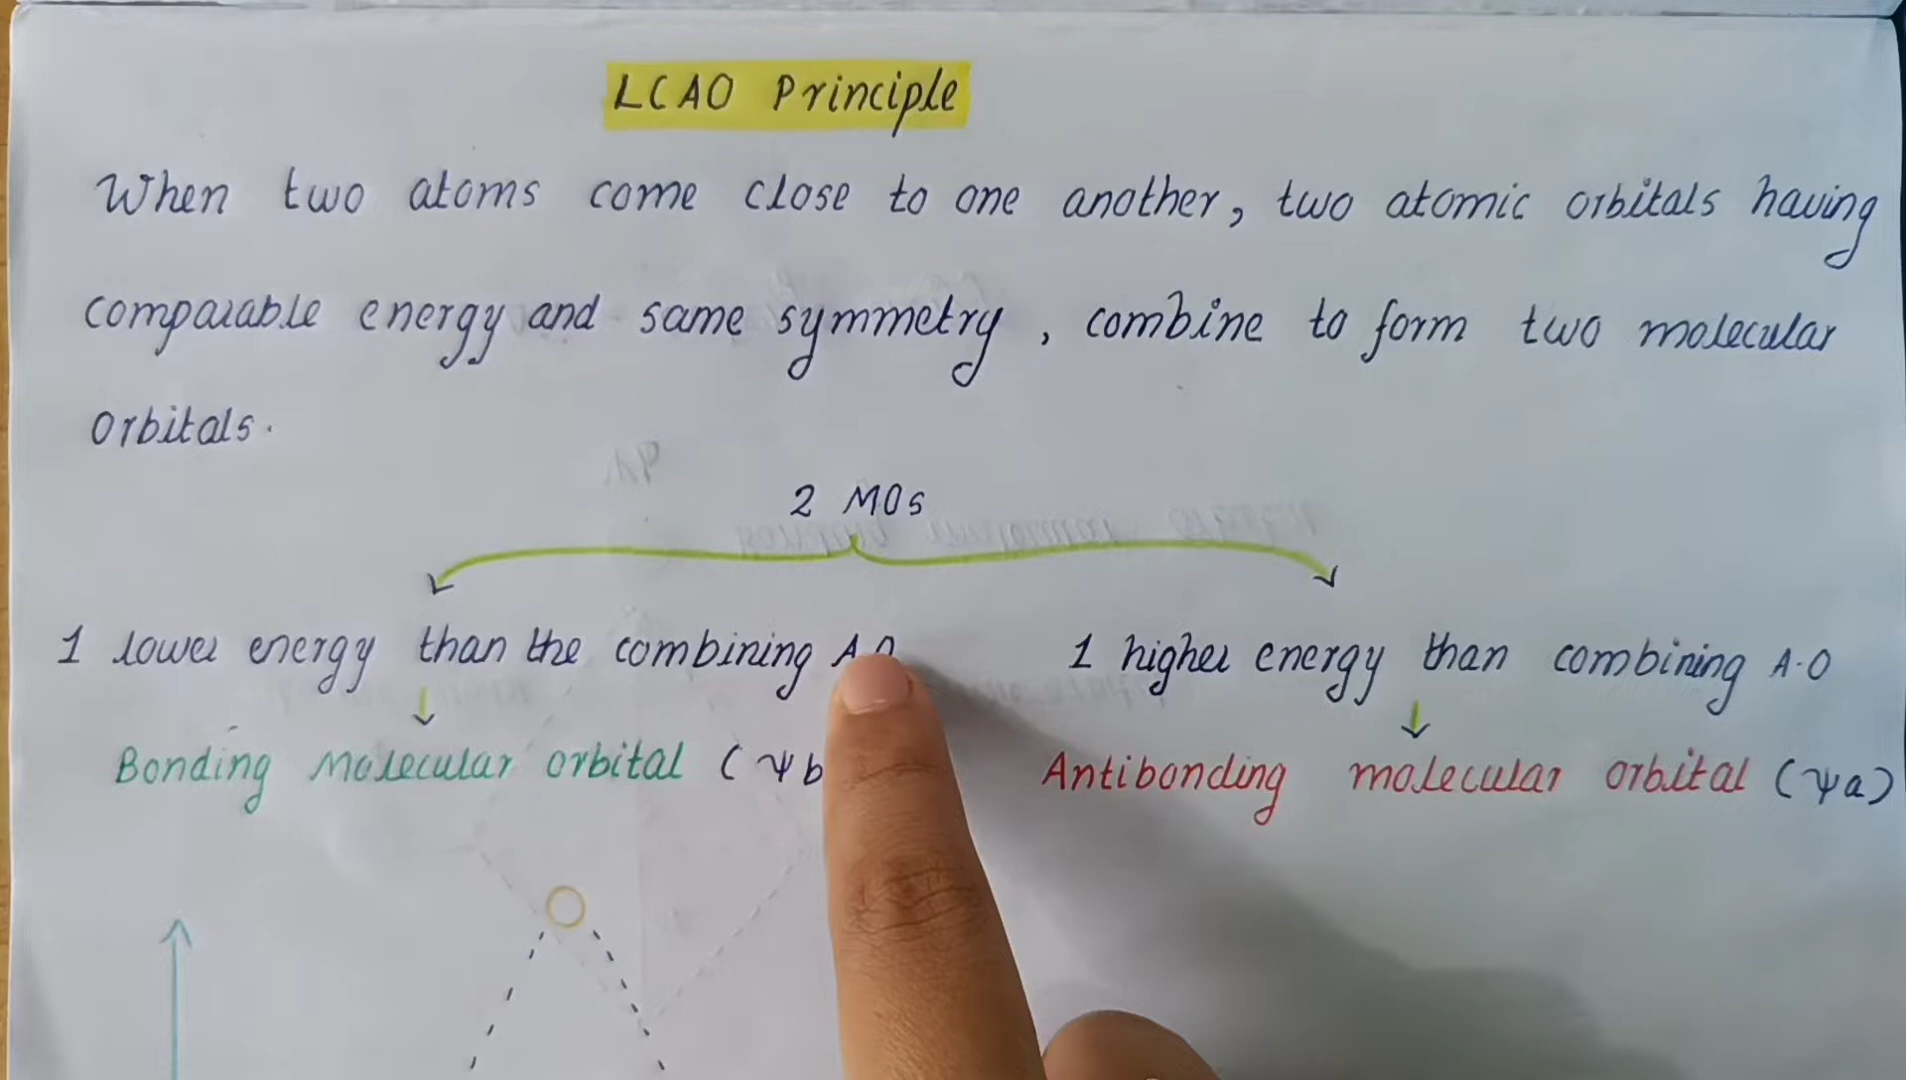 LCAO Principle
When two atoms come close to one another, two atomic orbitals having
comparable energy and same symmetry, combine to form two molecular
orbitals.
2 MOs
1 lower energy than the combining A.O
1 higher energy than combining A.O
Bonding Molecular orbital (ψb
Antibonding molecular orbital (ψa)